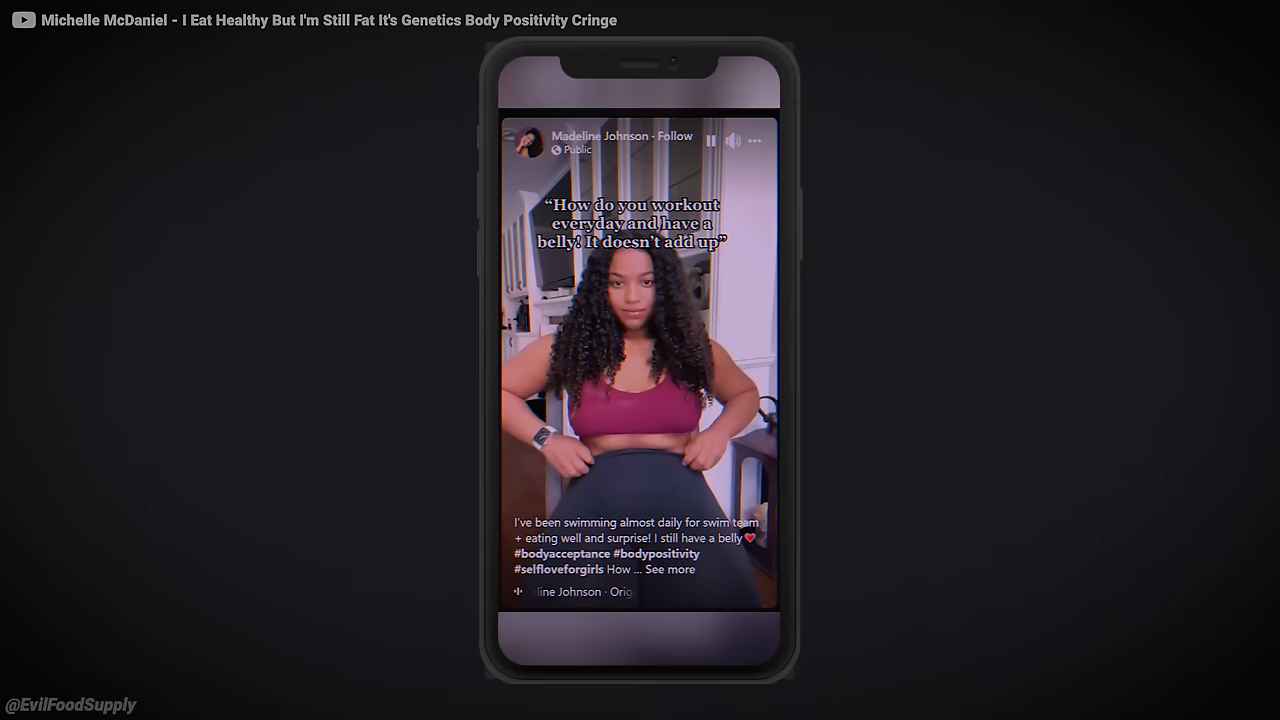 Michelle McDaniel - I Eat Healthy But I'm Still Fat It's Genetics Body Positivity Cringe
Madeline Johnson · Follow
Public
“How do you workout
everyday and have a
belly! It doesn’t add up”
I’ve been swimming almost daily for swim team
+ eating well and surprise! I still have a belly❤️
#bodyacceptance #bodypositivity
#selfloveforgirls How ... See more
line Johnson · Orig
@EvilFoodSupply